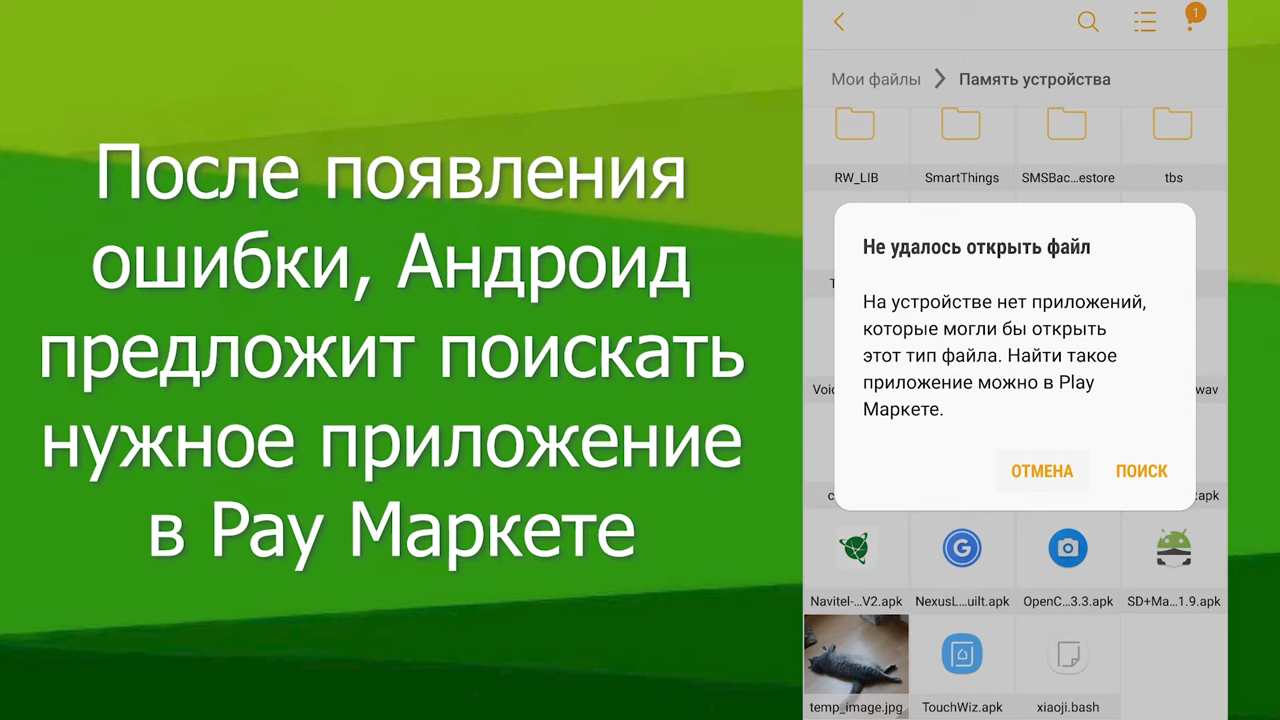 После появления
ошибки, Андроид
предложит поискать
нужное приложение
в Pay Маркете
1
Мои файлы
Память устройства
RW_LIB
SmartThings
SMSBac...estore
tbs
Не удалось открыть файл
На устройстве нет приложений,
которые могли бы открыть
этот тип файла. Найти такое
приложение можно в Play
Маркете.
ОТМЕНА
ПОИСК
Navitel-...V2.apk
NexusL...uilt.apk
OpenC...3.3.apk
SD+Ma...1.9.apk
temp_image.jpg
TouchWiz.apk
xiaoji.bash